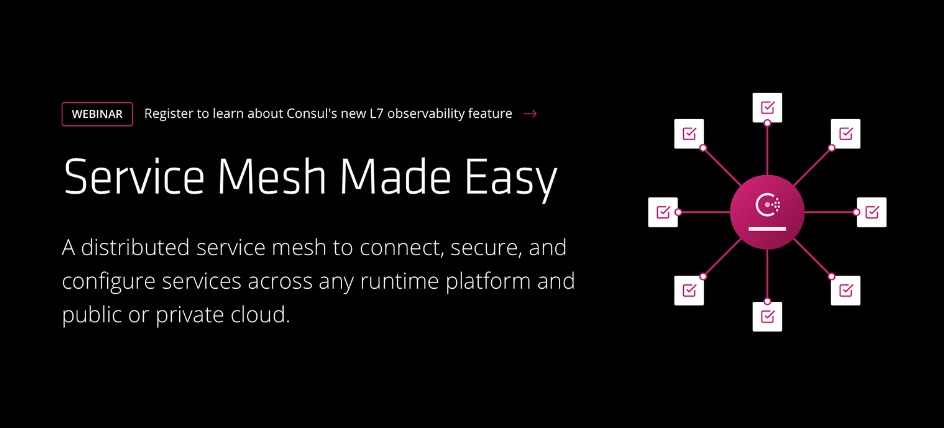 WEBINAR Register to learn about Consul's new L7 observability feature →
Service Mesh Made Easy
A distributed service mesh to connect, secure, and
configure services across any runtime platform and
public or private cloud.